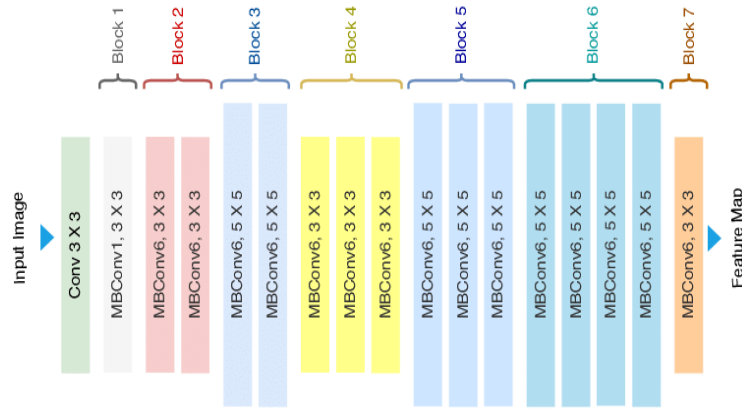 Block 1
Block 2
Block 3
Block 4
Block 5
Block 6
Block 7
Input Image
Conv 3 X 3
MBConv1, 3 X 3
MBConv6, 3 X 3
MBConv6, 3 X 3
MBConv6, 5 X 5
MBConv6, 5 X 5
MBConv6, 3 X 3
MBConv6, 3 X 3
MBConv6, 3 X 3
MBConv6, 5 X 5
MBConv6, 5 X 5
MBConv6, 5 X 5
MBConv6, 5 X 5
MBConv6, 5 X 5
MBConv6, 5 X 5
MBConv6, 5 X 5
MBConv6, 3 X 3
Feature Map